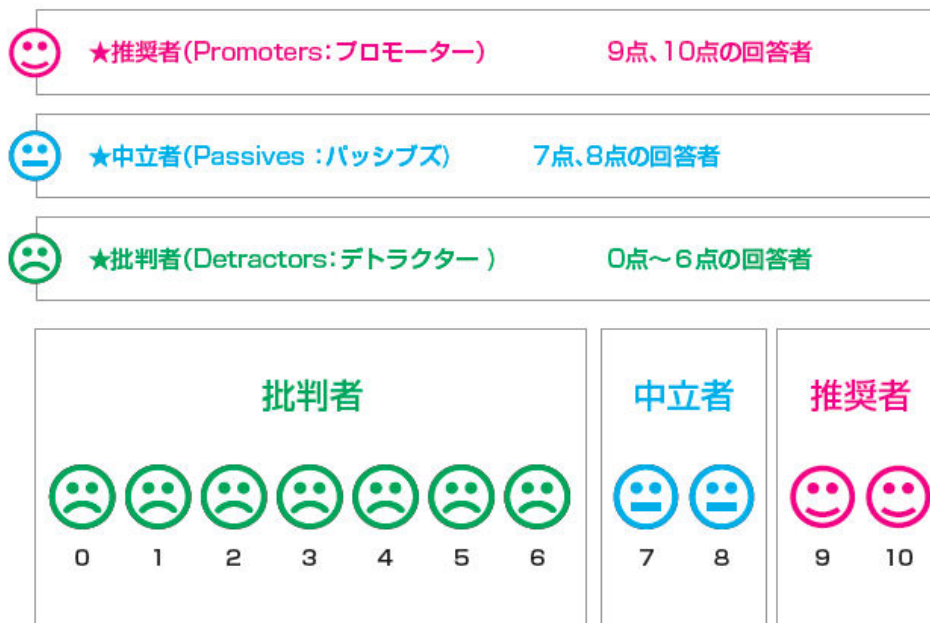 ★推奨者(Promoters:プロモーター) 9点、10点の回答者
★中立者(Passives :パッシブズ) 7点、8点の回答者
★批判者(Detractors:デトラクター ) 0点～6点の回答者
批判者 中立者 推奨者
0 1 2 3 4 5 6 7 8 9 10